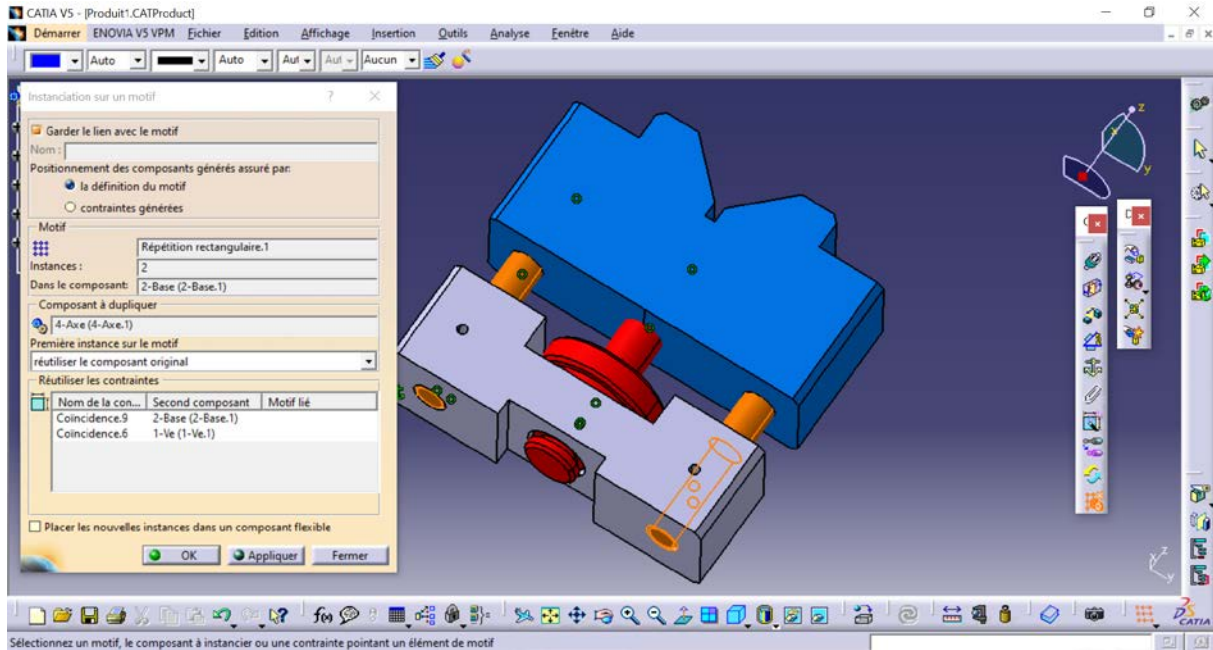 CATIA V5 - [Produit1.CATProduct]
Démarrer ENOVIA V5 VPM Fichier Edition Affichage Insertion Outils Analyse Fenêtre Aide
Auto Auto Aut Aut Aucun
Instanciation sur un motif ? ×
Garder le lien avec le motif
Nom :
Positionnement des composants générés assuré par:
la définition du motif
contraintes générées
Motif
Répétition rectangulaire.1
Instances : 2
Dans le composant: 2-Base (2-Base.1)
Composant à dupliquer
4-Axe (4-Axe.1)
Première instance sur le motif
réutiliser le composant original
Réutiliser les contraintes
Nom de la con... Second composant Motif lié
Coïncidence.9 2-Base (2-Base.1)
Coïncidence.6 1-Ve (1-Ve.1)
Placer les nouvelles instances dans un composant flexible
OK Appliquer Fermer
z
x
y
z
x
y
f(x)
CATIA
Sélectionnez un motif, le composant à instancier ou une contrainte pointant un élément de motif